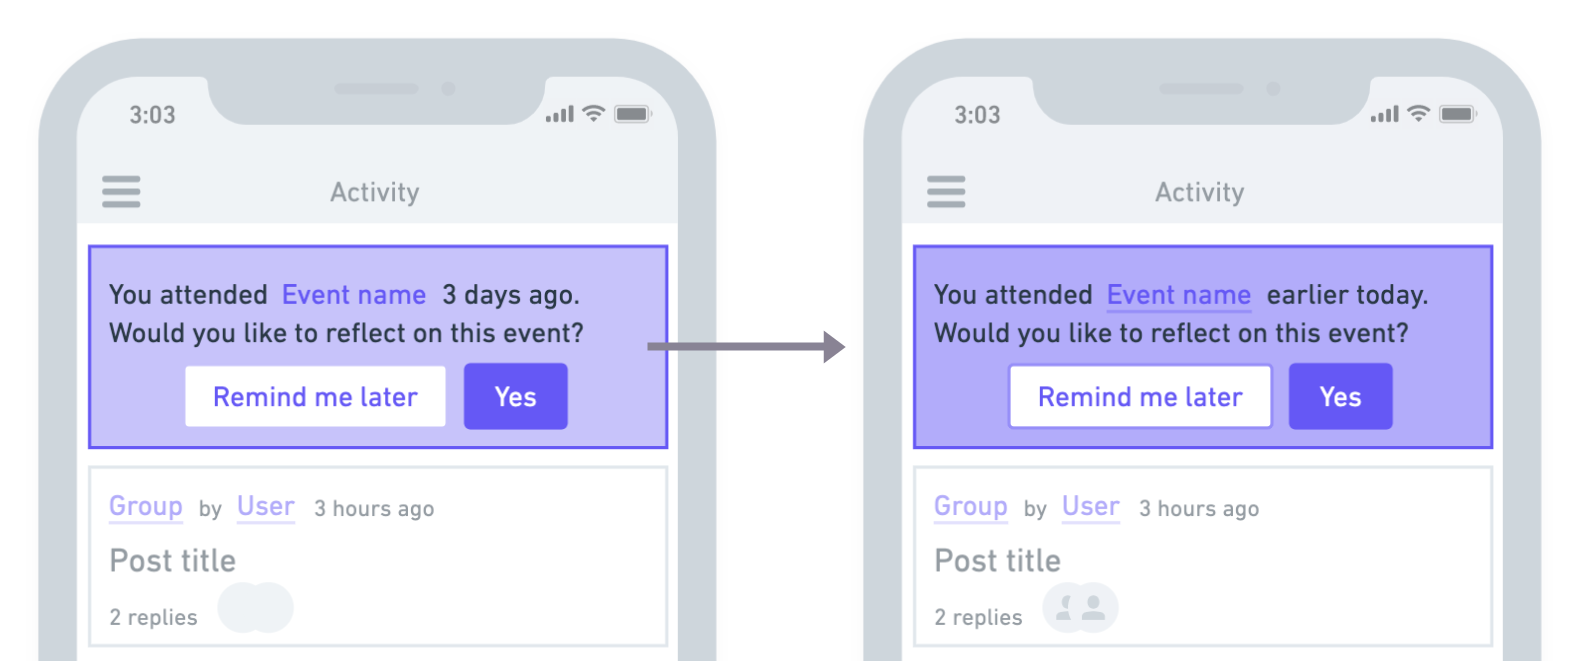 3:03
Activity
You attended Event name 3 days ago.
Would you like to reflect on this event?
Remind me later
Yes
Group by User 3 hours ago
Post title
2 replies
3:03
Activity
You attended Event name earlier today.
Would you like to reflect on this event?
Remind me later
Yes
Group by User 3 hours ago
Post title
2 replies